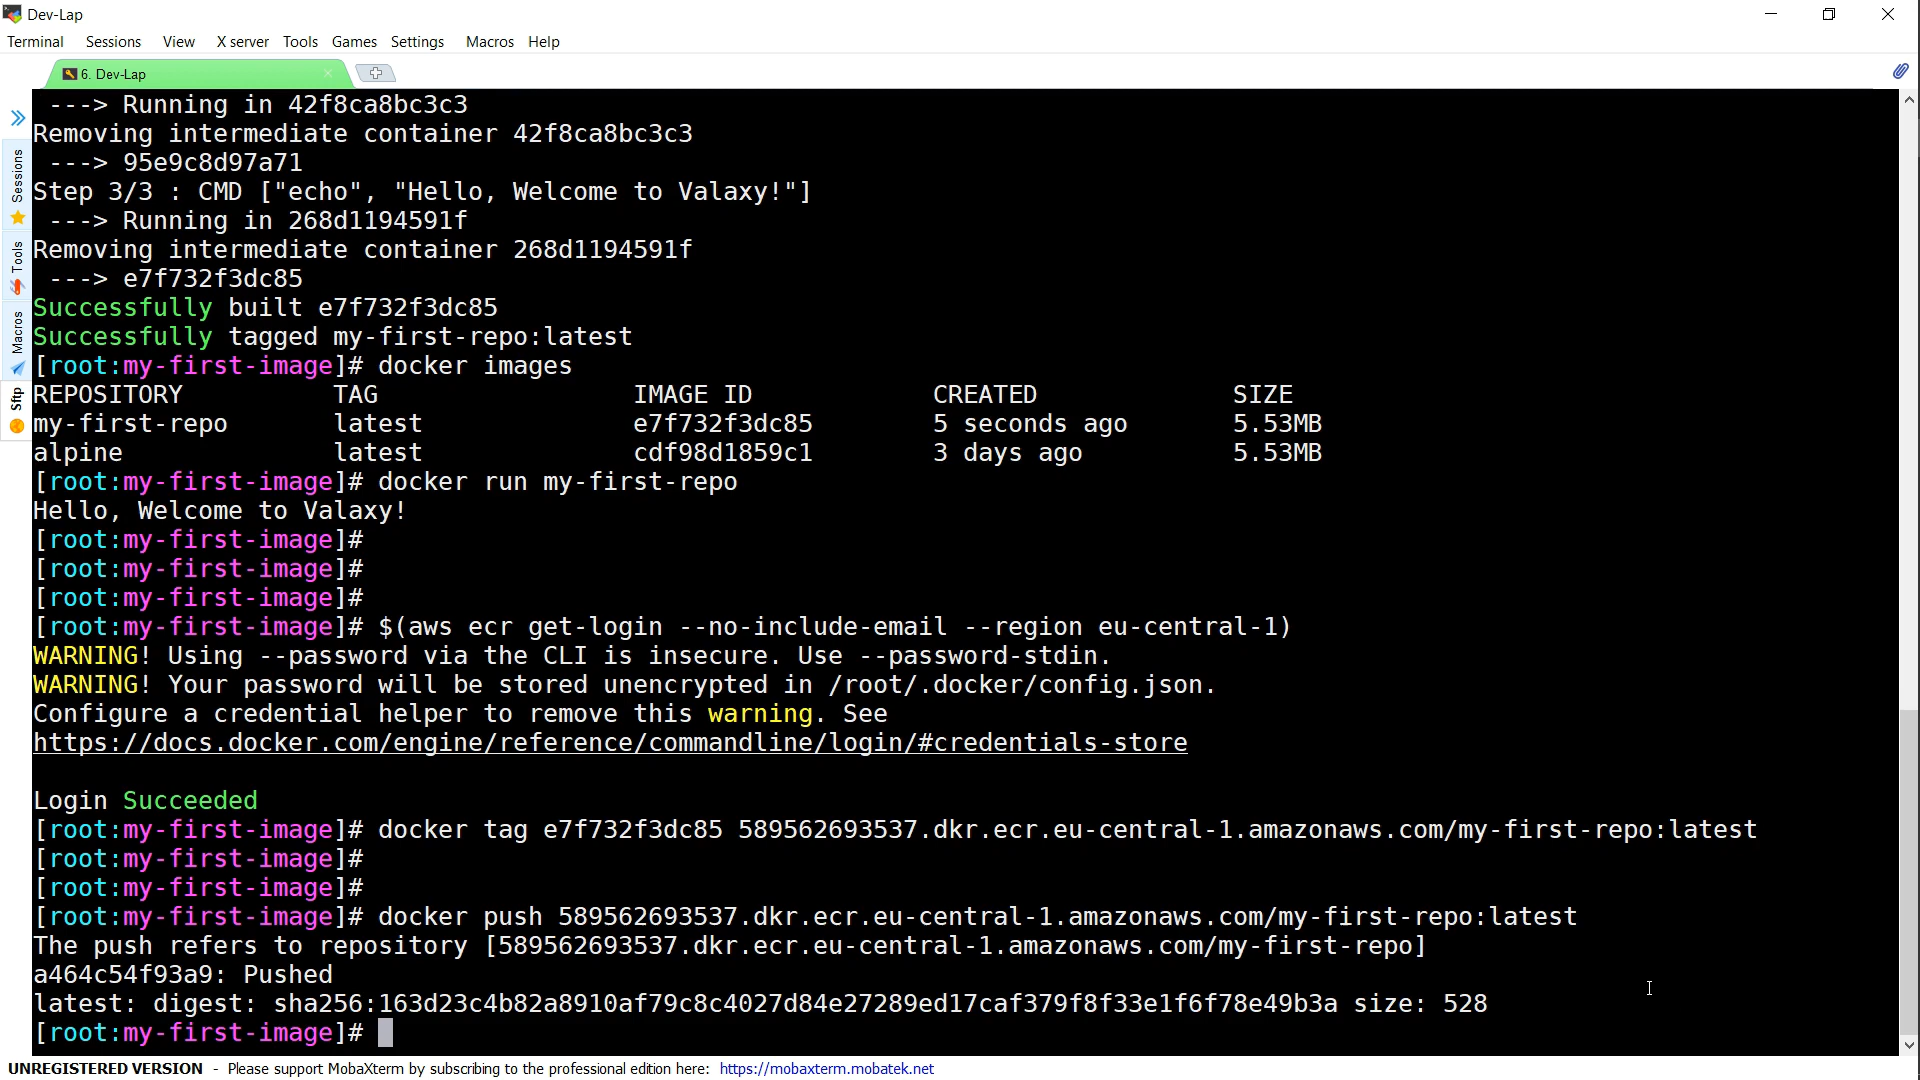 Dev-Lap
Terminal Sessions View X server Tools Games Settings Macros Help
6. Dev-Lap
Sessions
Tools
Macros
Sftp
---> Running in 42f8ca8bc3c3
Removing intermediate container 42f8ca8bc3c3
---> 95e9c8d97a71
Step 3/3 : CMD ["echo", "Hello, Welcome to Valaxy!"]
---> Running in 268d1194591f
Removing intermediate container 268d1194591f
---> e7f732f3dc85
Successfully built e7f732f3dc85
Successfully tagged my-first-repo:latest
[root:my-first-image]# docker images
REPOSITORY TAG IMAGE ID CREATED SIZE
my-first-repo latest e7f732f3dc85 5 seconds ago 5.53MB
alpine latest cdf98d1859c1 3 days ago 5.53MB
[root:my-first-image]# docker run my-first-repo
Hello, Welcome to Valaxy!
[root:my-first-image]#
[root:my-first-image]#
[root:my-first-image]#
[root:my-first-image]# $(aws ecr get-login --no-include-email --region eu-central-1)
WARNING! Using --password via the CLI is insecure. Use --password-stdin.
WARNING! Your password will be stored unencrypted in /root/.docker/config.json.
Configure a credential helper to remove this warning. See
https://docs.docker.com/engine/reference/commandline/login/#credentials-store
Login Succeeded
[root:my-first-image]# docker tag e7f732f3dc85 589562693537.dkr.ecr.eu-central-1.amazonaws.com/my-first-repo:latest
[root:my-first-image]#
[root:my-first-image]#
[root:my-first-image]# docker push 589562693537.dkr.ecr.eu-central-1.amazonaws.com/my-first-repo:latest
The push refers to repository [589562693537.dkr.ecr.eu-central-1.amazonaws.com/my-first-repo]
a464c54f93a9: Pushed
latest: digest: sha256:163d23c4b82a8910af79c8c4027d84e27289ed17caf379f8f33e1f6f78e49b3a size: 528
[root:my-first-image]#
UNREGISTERED VERSION - Please support MobaXterm by subscribing to the professional edition here: https://mobaxterm.mobatek.net